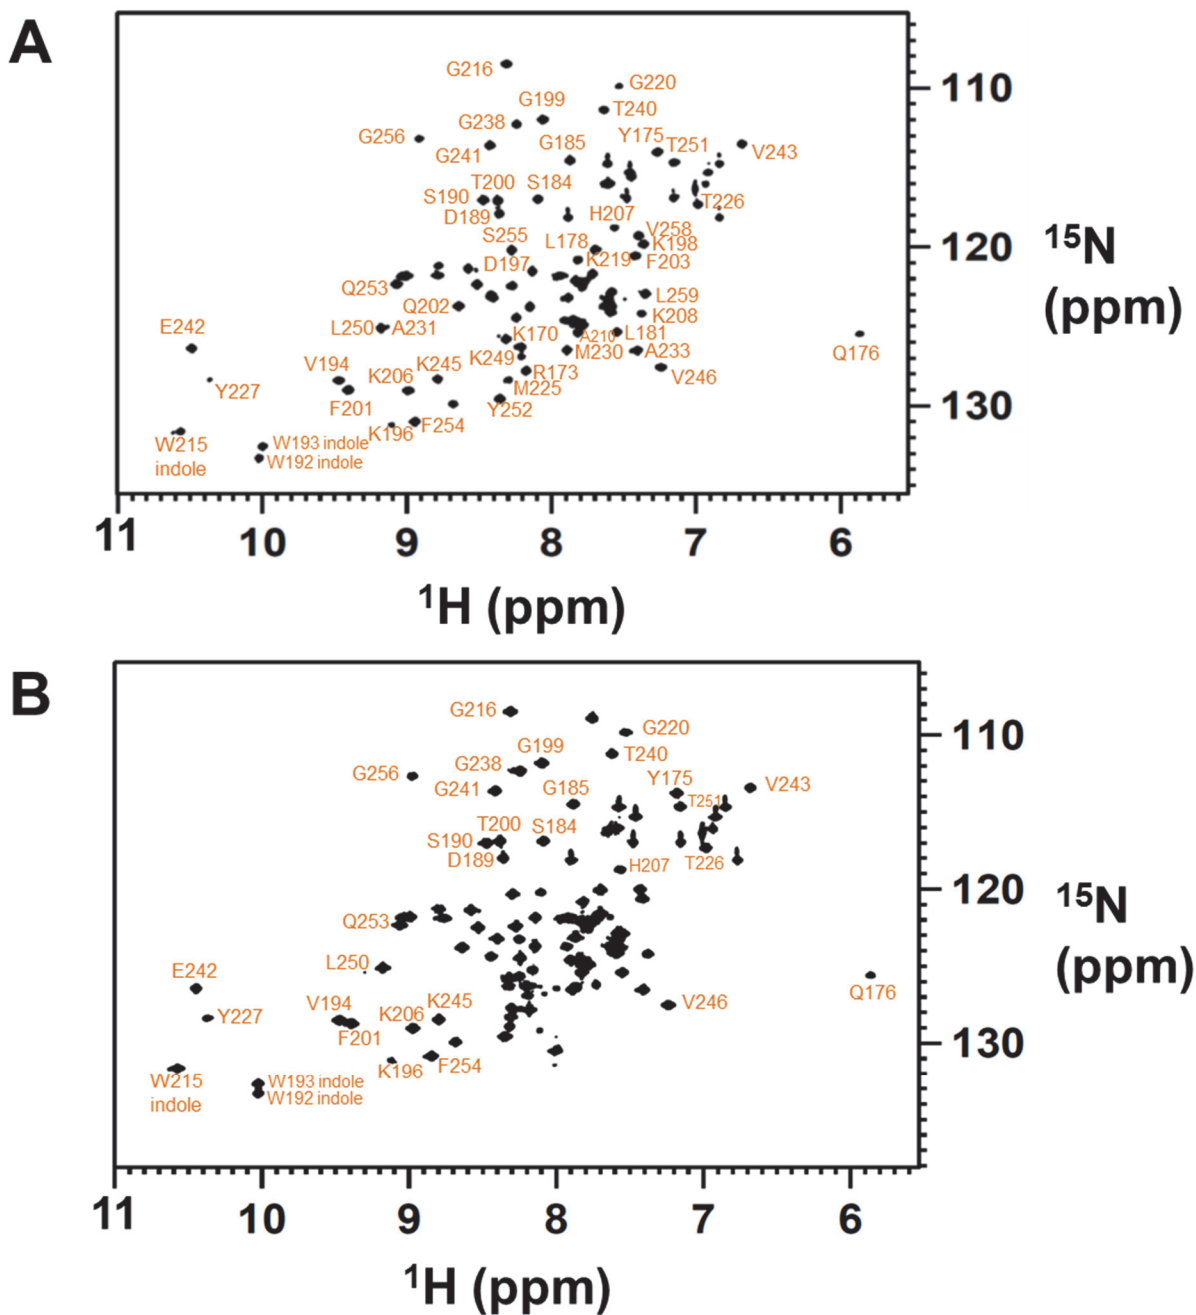 A
G216
G220
G199
T240
G238
G256
Y175
G241
G185
T251
V243
T200
S184
S190
T226
D189
H207
S255
L178
V258
K198
D197
K219
F203
Q253
L259
Q202
K208
E242
L250
A231
K170
A210
L181
K249
M230
A233
Q176
V194
K245
R173
V246
Y227
K206
M225
F201
Y252
K196
F254
W215
indole
W193 indole
W192 indole
110
120
130
15N
(ppm)
11 10 9 8 7 6
1H (ppm)
B
G216
G220
G199
T240
G238
G256
Y175
G241
G185
T251
V243
T200
S184
S190
D189
H207
T226
Q253
L250
E242
Q176
V194
K206
K245
V246
Y227
F201
K196
F254
W215
indole
W193 indole
W192 indole
110
120
130
15N
(ppm)
11 10 9 8 7 6
1H (ppm)